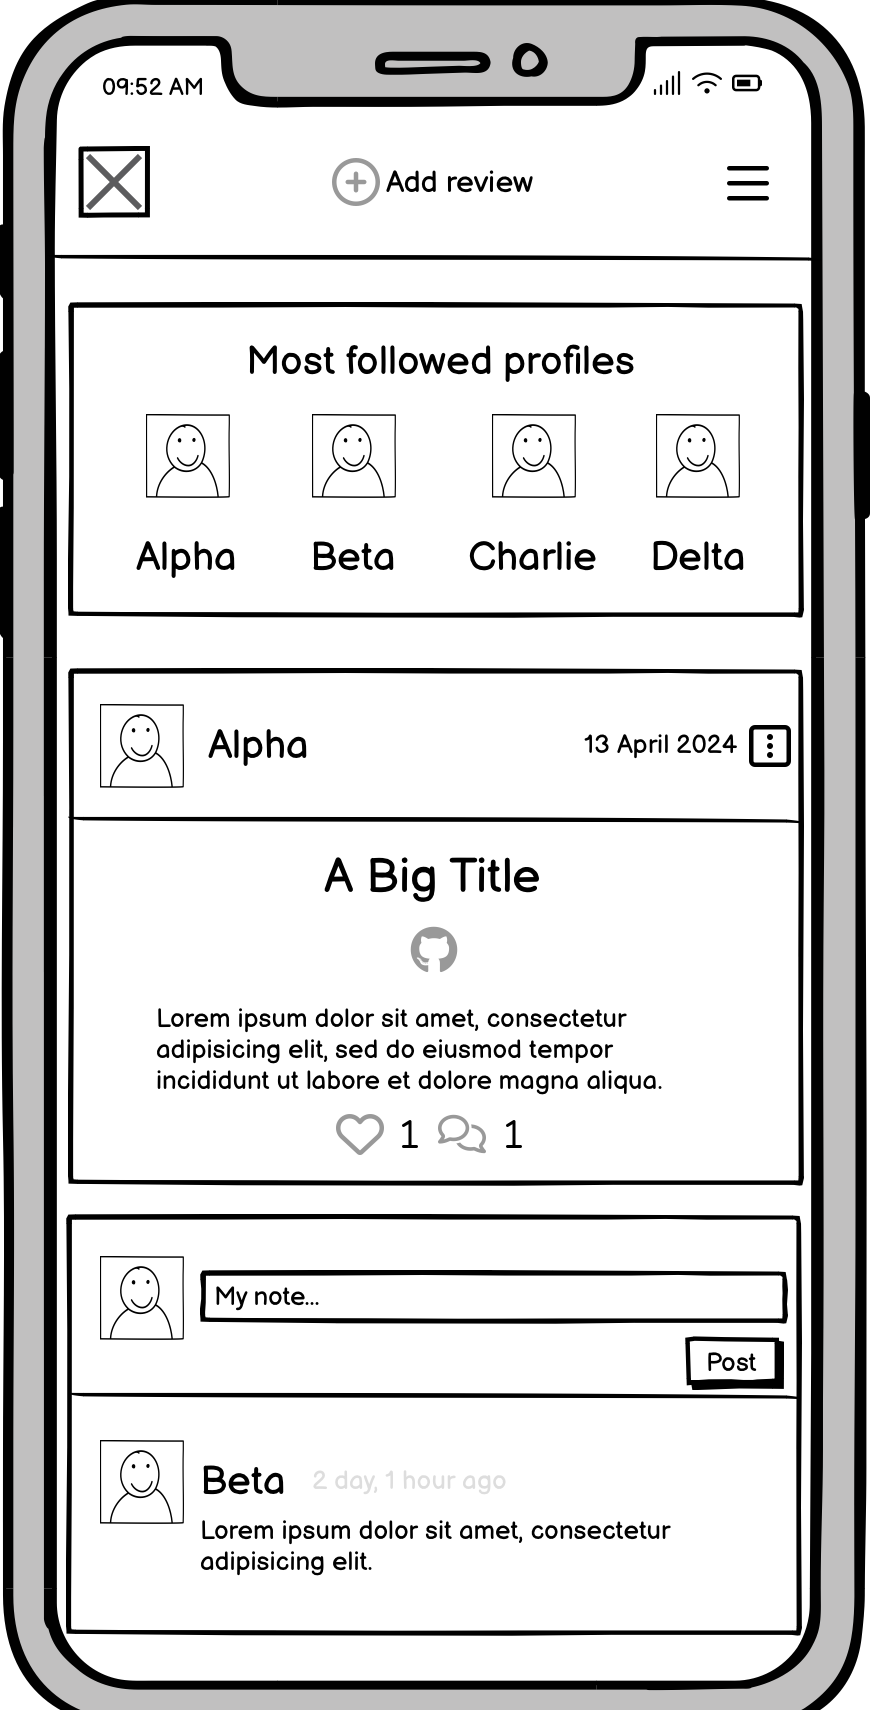 09:52 AM
Add review
Most followed profiles
Alpha Beta Charlie Delta
Alpha 13 April 2024
A Big Title
Lorem ipsum dolor sit amet, consectetur
adipisicing elit, sed do eiusmod tempor
incididunt ut labore et dolore magna aliqua.
1 1
My note...
Post
Beta 2 day, 1 hour ago
Lorem ipsum dolor sit amet, consectetur
adipisicing elit.